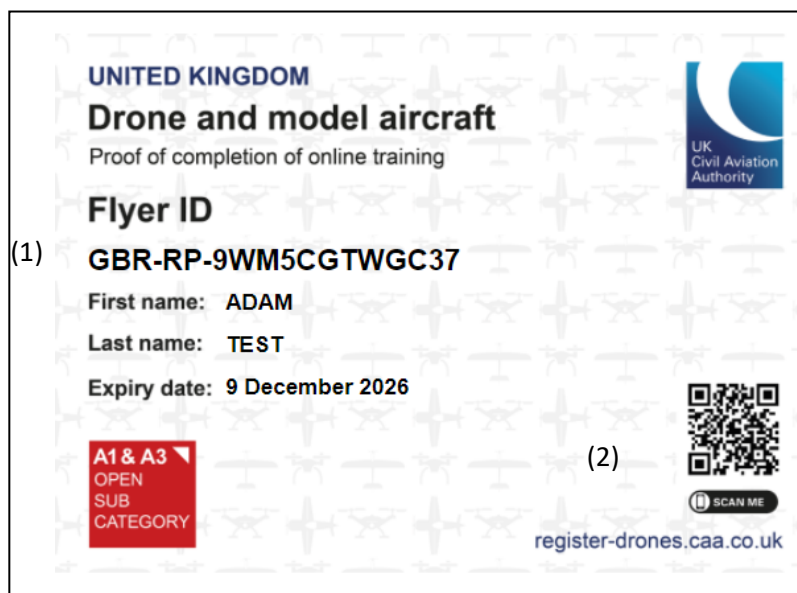 UNITED KINGDOM
Drone and model aircraft
Proof of completion of online training
UK
Civil Aviation
Authority
Flyer ID
(1)
GBR-RP-9WM5CGTWGC37
First name: ADAM
Last name: TEST
Expiry date: 9 December 2026
A1 & A3
OPEN
SUB
CATEGORY
(2)
SCAN ME
register-drones.caa.co.uk